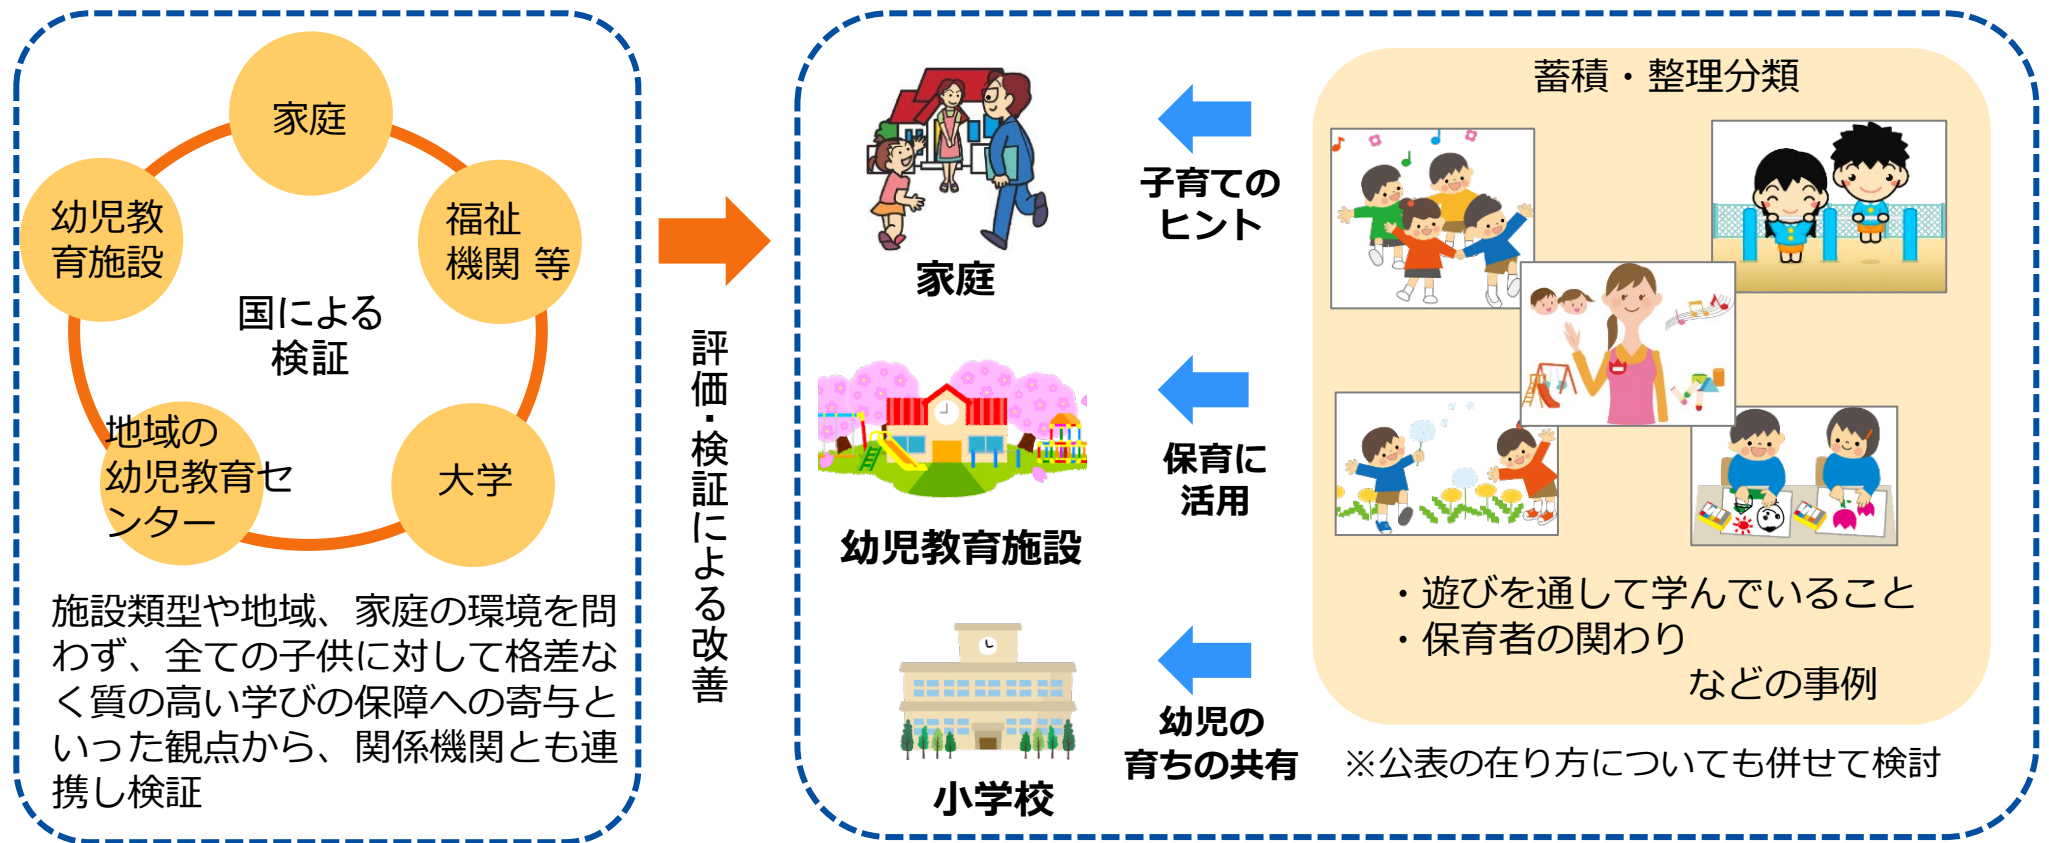 家庭
幼児教
育施設
福祉
機関 等
国による
検証
地域の
幼児教育セ
ンター
大学
施設類型や地域、家庭の環境を問
わず、全ての子供に対して格差な
く質の高い学びの保障への寄与と
いった観点から、関係機関とも連
携し検証
評価・検証による改善
家庭
幼児教育施設
小学校
子育ての
ヒント
保育に
活用
幼児の
育ちの共有
蓄積・整理分類
・遊びを通して学んでいること
・保育者の関わり
などの事例
※公表の在り方についても併せて検討